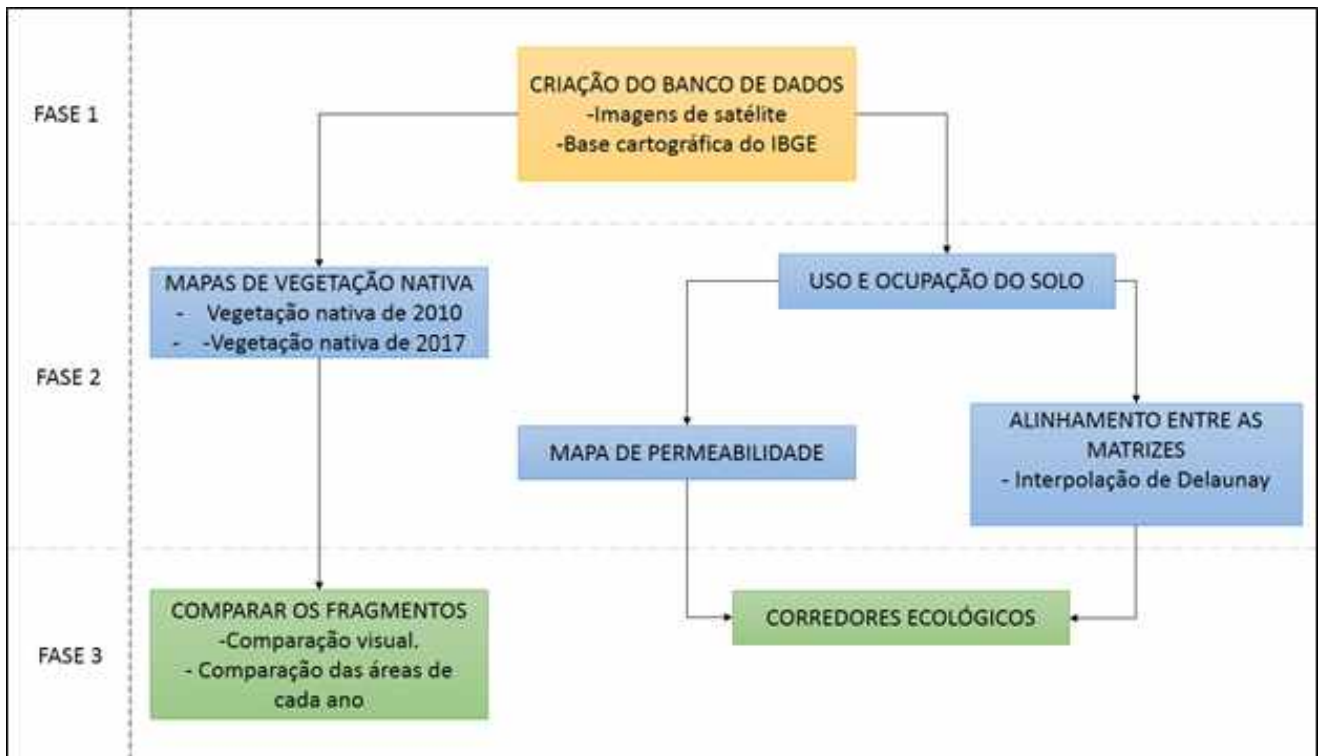 FASE 1
CRIAÇÃO DO BANCO DE DADOS
-Imagens de satélite
-Base cartográfica do IBGE
FASE 2
MAPAS DE VEGETAÇÃO NATIVA
- Vegetação nativa de 2010
- -Vegetação nativa de 2017
USO E OCUPAÇÃO DO SOLO
MAPA DE PERMEABILIDADE
ALINHAMENTO ENTRE AS
MATRIZES
- Interpolação de Delaunay
FASE 3
COMPARAR OS FRAGMENTOS
-Comparação visual.
- Comparação das áreas de
cada ano
CORREDORES ECOLÓGICOS